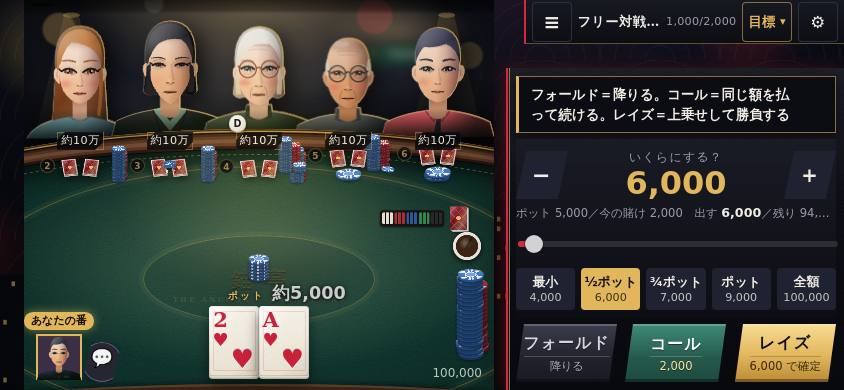 フリー対戦… 1,000/2,000 目標 ▾
フォールド＝降りる。コール＝同じ額を払
って続ける。レイズ＝上乗せして勝負する
D
約10万 約10万 約10万 約10万 約10万
2 3 4 5 6
いくらにする？
− 6,000 +
ポット 5,000／今の賭け 2,000 出す 6,000／残り 94,…
最小 ½ポット ¾ポット ポット 全額
4,000 6,000 7,000 9,000 100,000
ポット 約5,000
あなたの番
2 A
100,000
フォールド コール レイズ
降りる 2,000 6,000 で確定